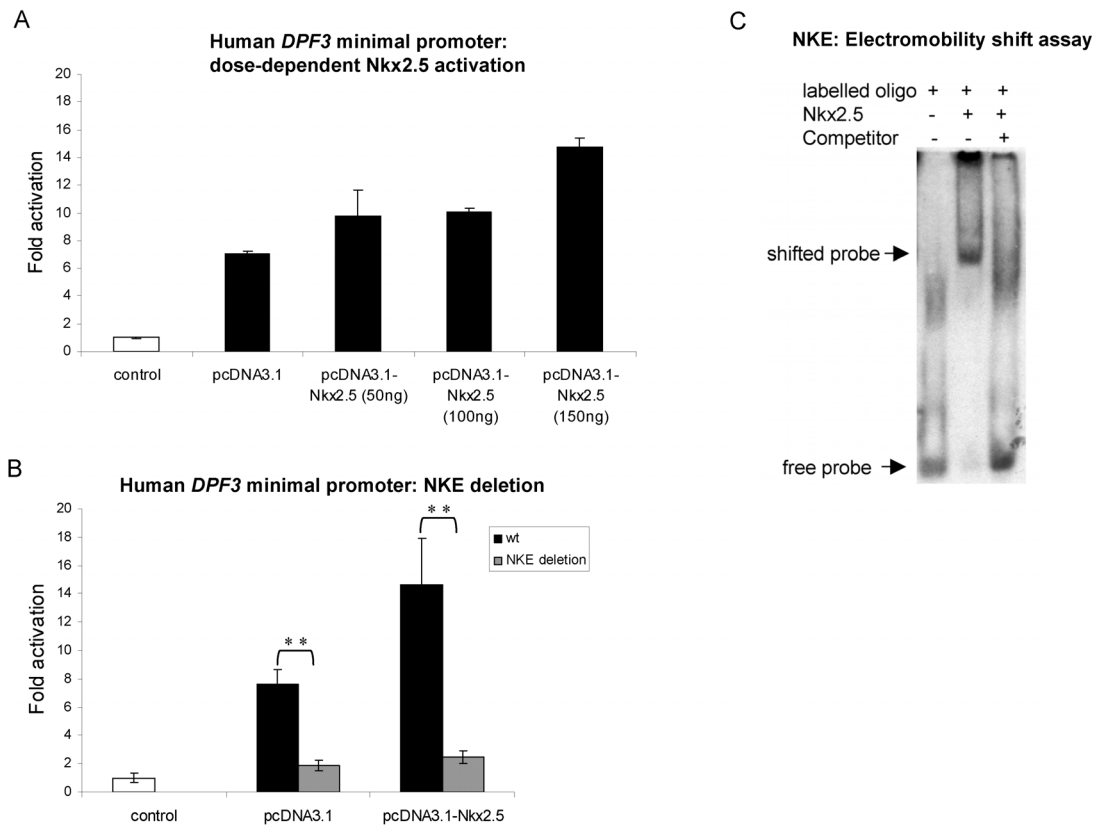 A
Human DPF3 minimal promoter:
dose-dependent Nkx2.5 activation
Fold activation
20
18
16
14
12
10
8
6
4
2
0
control
pcDNA3.1
pcDNA3.1-
Nkx2.5 (50ng)
pcDNA3.1-
Nkx2.5
(100ng)
pcDNA3.1-
Nkx2.5
(150ng)
B
Human DPF3 minimal promoter: NKE deletion
Fold activation
20
18
16
14
12
10
8
6
4
2
0
* *
* *
wt
NKE deletion
control
pcDNA3.1
pcDNA3.1-Nkx2.5
C
NKE: Electromobility shift assay
labelled oligo + + +
Nkx2.5 - + +
Competitor - - +
shifted probe
free probe